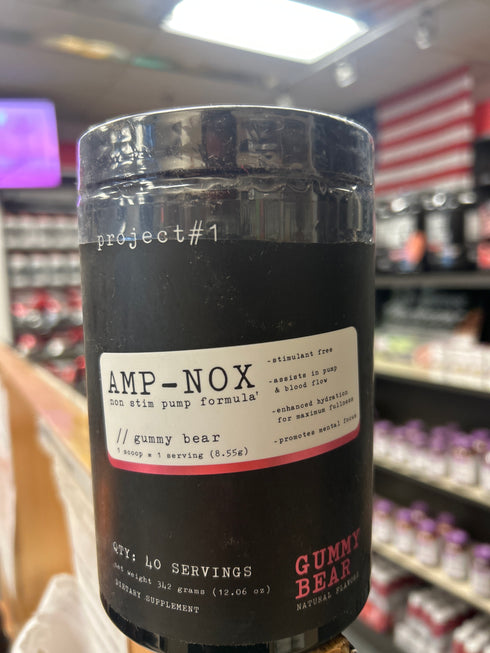 project#1
AMP-NOX
non stim pump formula'
// gummy bear
1 scoop = 1 serving (8.55g)
-stimulant free
-assists in pump
& blood flow
-enhanced hydration
for maximum fullness
-promotes mental focus
QTY: 40 SERVINGS
net weight 342 grams (12.06 oz)
DIETARY SUPPLEMENT
GUMMY
BEAR
NATURAL FLAVORS